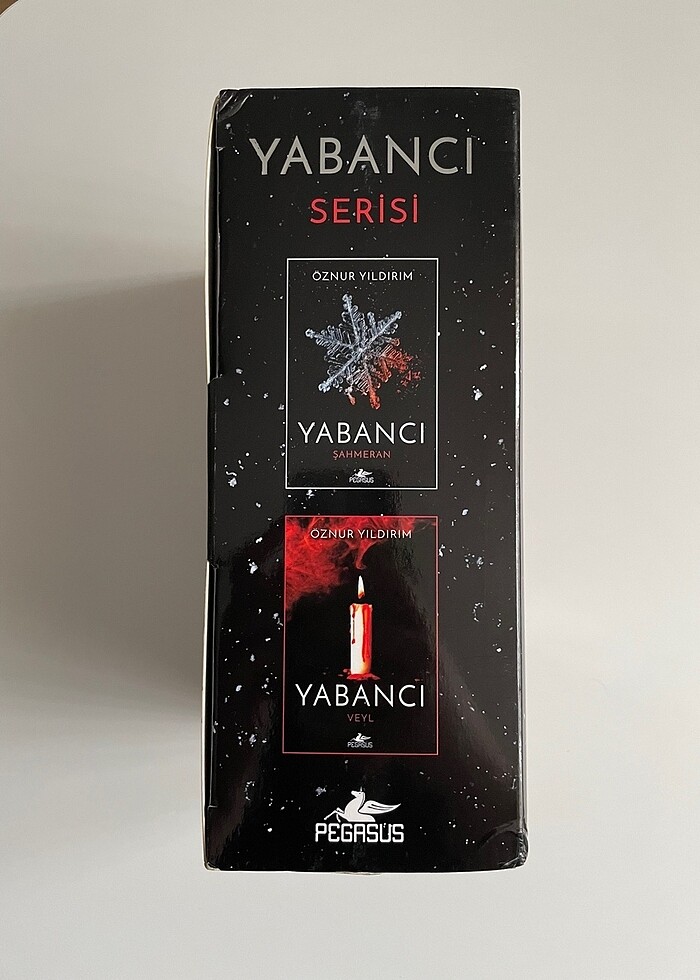 YABANCI
SERİSİ
ÖZNUR YILDIRIM
YABANCI
ŞAHMERAN
PEGASUS
ÖZNUR YILDIRIM
YABANCI
VEYL
PEGASUS
PEGASUS